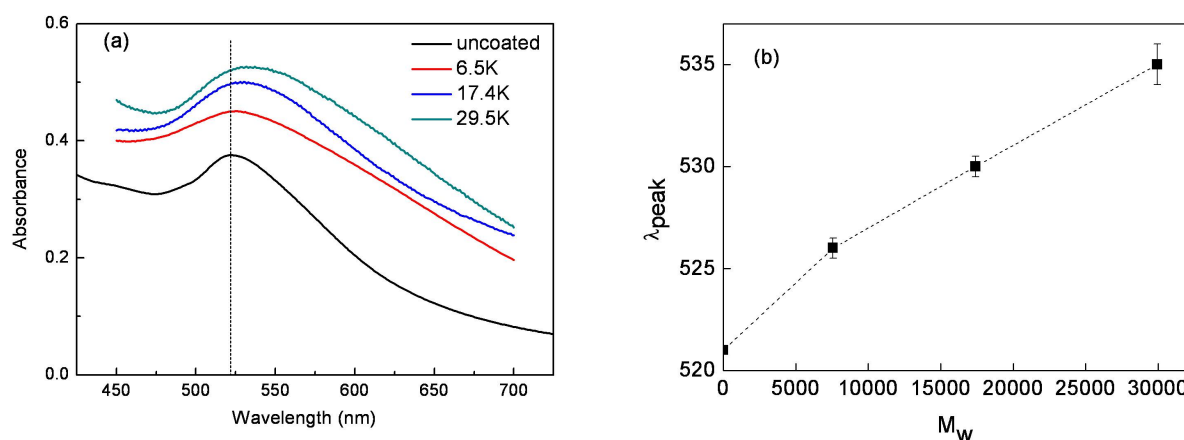 (a)
uncoated
6.5K
17.4K
29.5K
0.6
0.4
0.2
0.0
Absorbance
450 500 550 600 650 700
Wavelength (nm)
(b)
535
530
525
520
λpeak
0 5000 10000 15000 20000 25000 30000
Mw